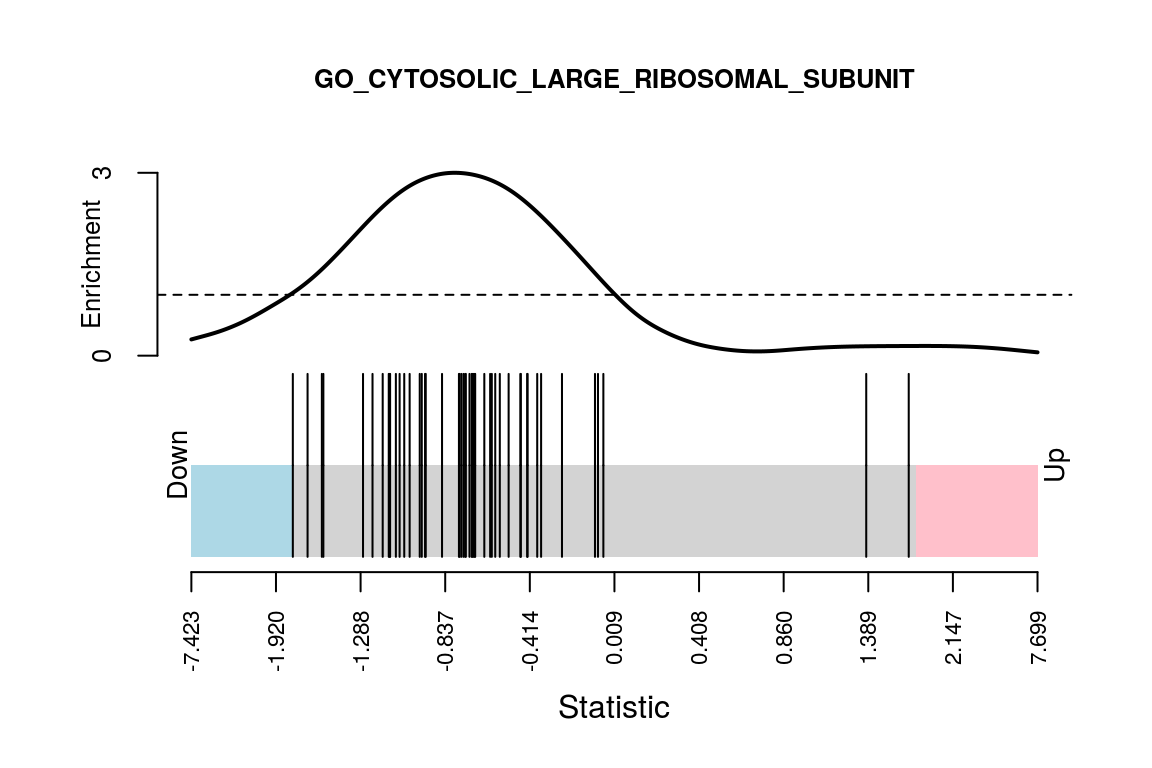 GO_CYTOSOLIC_LARGE_RIBOSOMAL_SUBUNIT
3
Enrichment
0
Down
Up
-7.423
-1.920
-1.288
-0.837
-0.414
0.009
0.408
0.860
1.389
2.147
7.699
Statistic